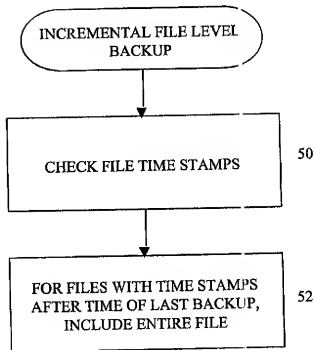 INCREMENTAL FILE LEVEL
BACKUP
CHECK FILE TIME STAMPS
50
FOR FILES WITH TIME STAMPS
AFTER TIME OF LAST BACKUP,
INCLUDE ENTIRE FILE
52